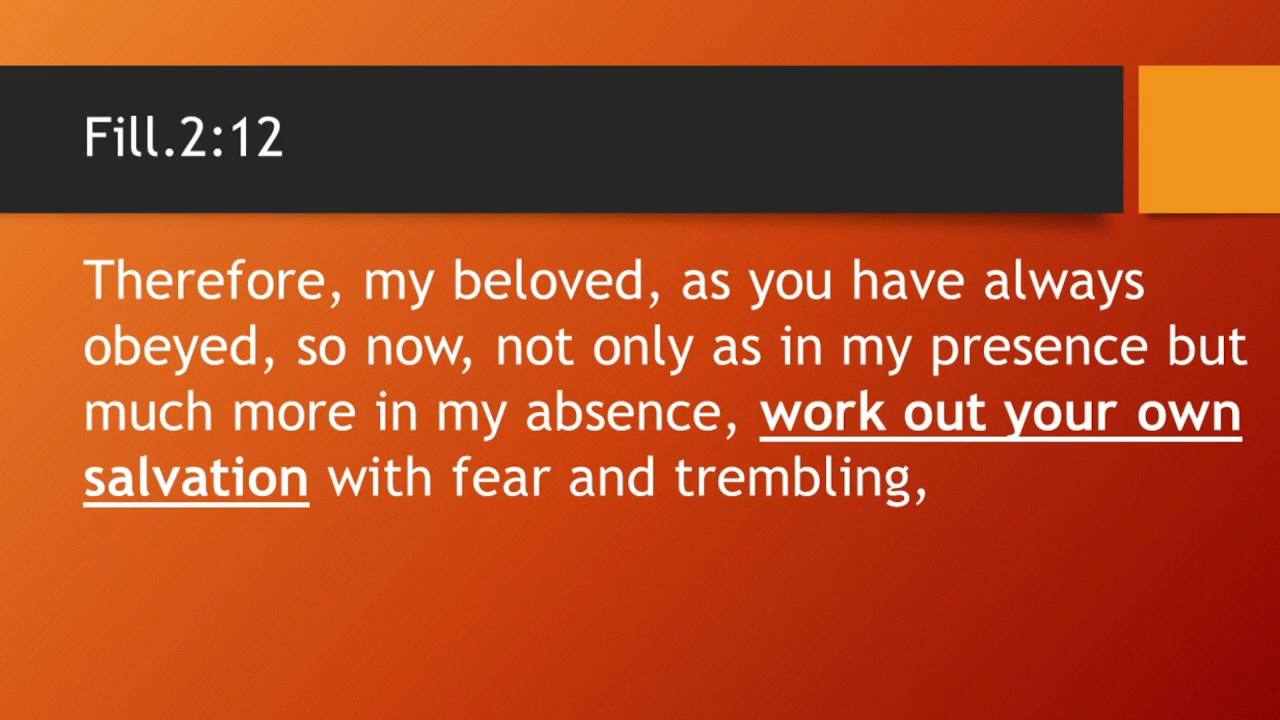 Fill.2:12
Therefore, my beloved, as you have always
obeyed, so now, not only as in my presence but
much more in my absence, work out your own
salvation with fear and trembling,